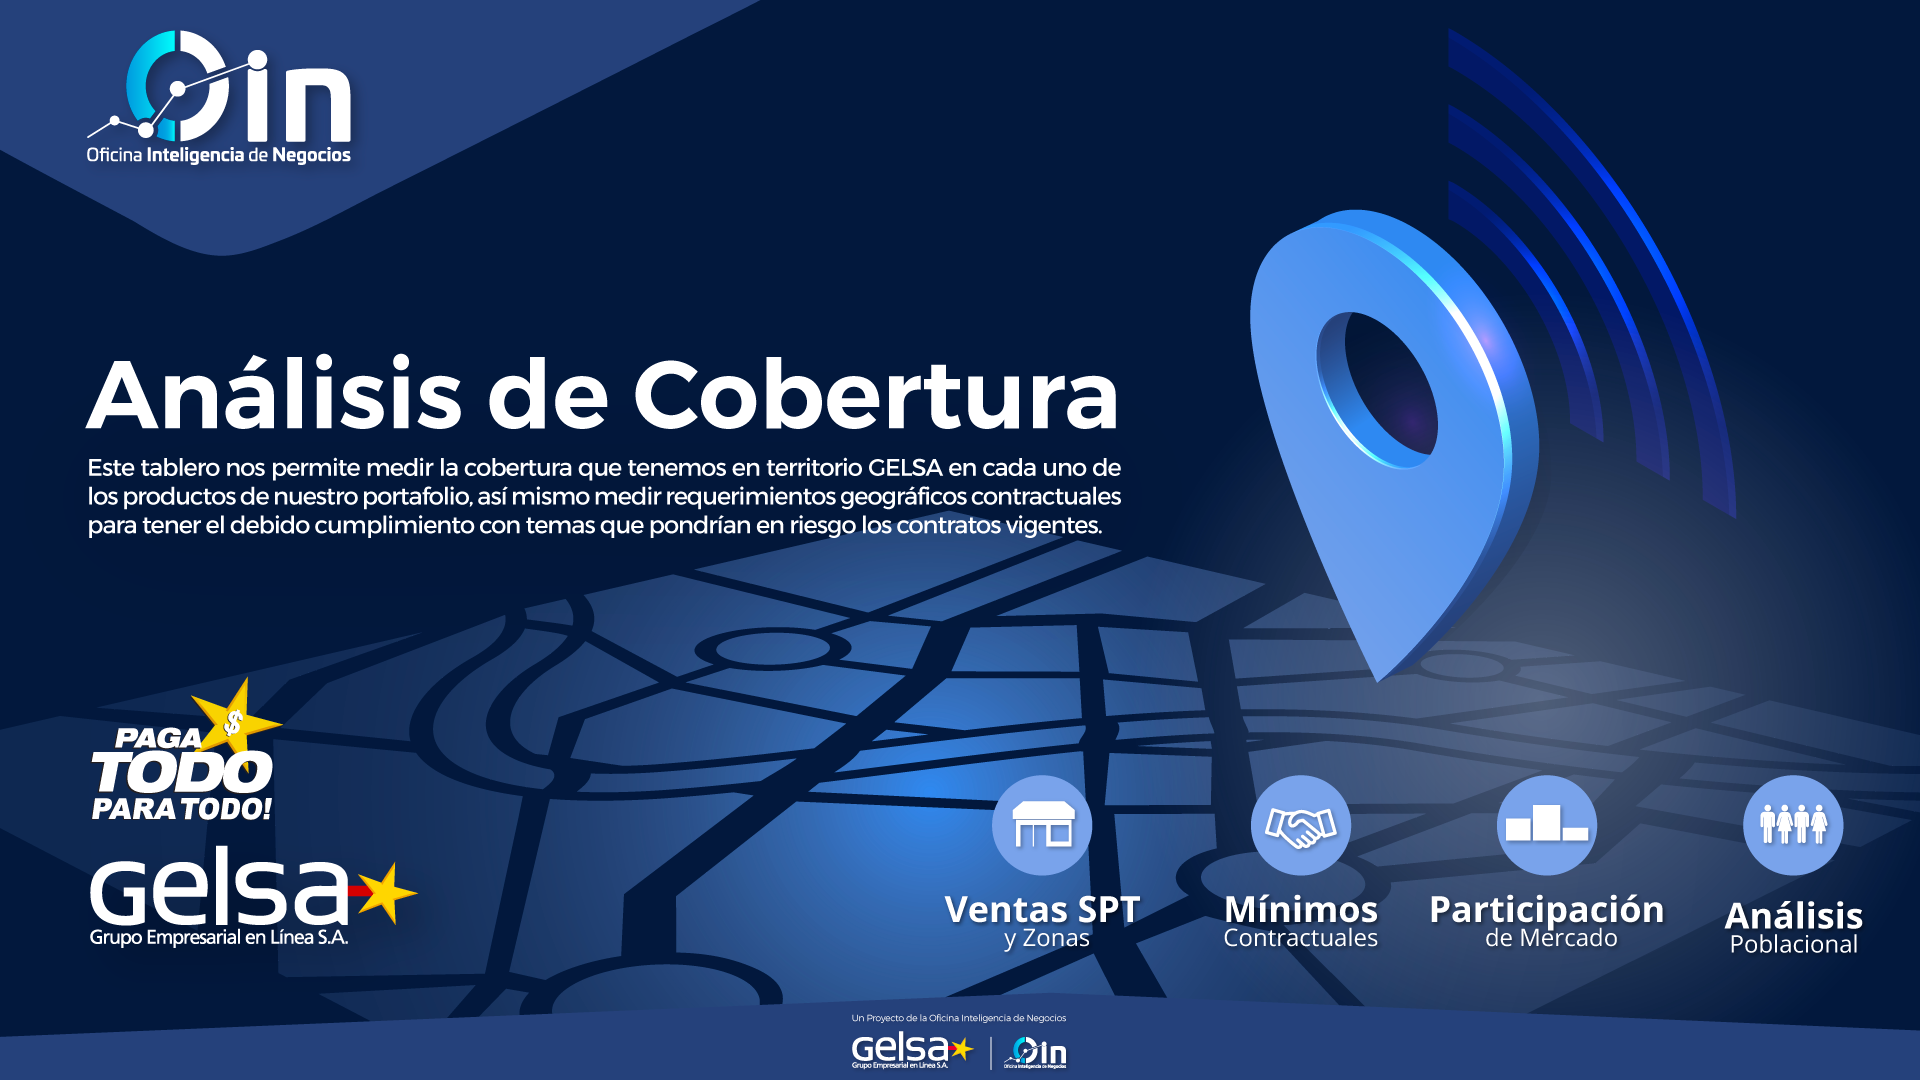 Oin
Oficina Inteligencia de Negocios
Análisis de Cobertura
Este tablero nos permite medir la cobertura que tenemos en territorio GELSA en cada uno de
los productos de nuestro portafolio, así mismo medir requerimientos geográficos contractuales
para tener el debido cumplimiento con temas que pondrían en riesgo los contratos vigentes.
$
PAGA
TODO
PARA TODO!
Gelsa
Grupo Empresarial en Línea S.A.
Ventas SPT
y Zonas
Mínimos
Contractuales
Participación
de Mercado
Análisis
Poblacional
Un Proyecto de la Oficina Inteligencia de Negocios
Gelsa
Grupo Empresarial en Línea S.A.
Oin
Oficina Inteligencia de Negocios